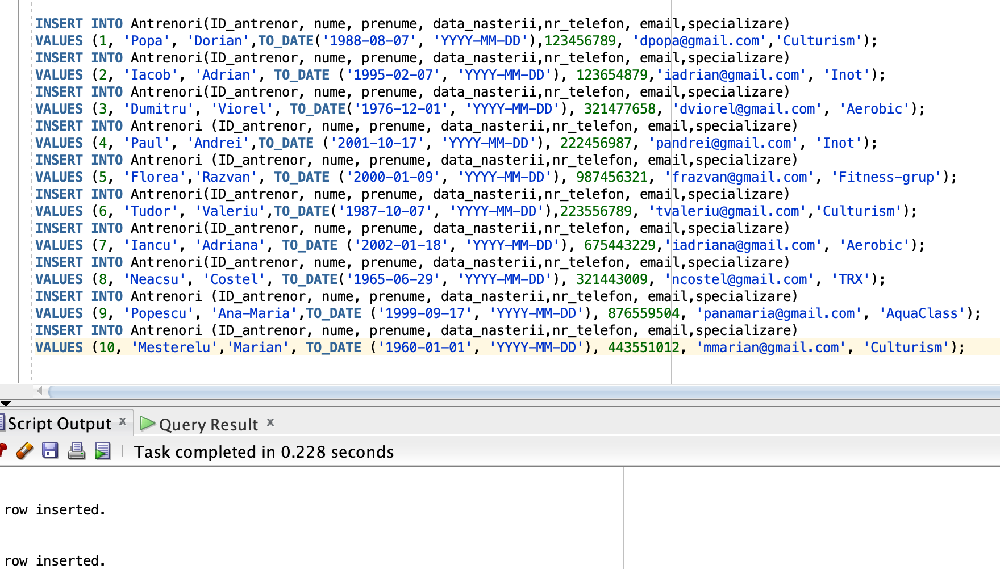 INSERT INTO Antrenori(ID_antrenor, nume, prenume, data_nasterii,nr_telefon, email,specializare)
VALUES (1, 'Popa', 'Dorian',TO_DATE('1988-08-07', 'YYYY-MM-DD'),123456789, 'dpopa@gmail.com','Culturism');
INSERT INTO Antrenori(ID_antrenor, nume, prenume, data_nasterii,nr_telefon, email,specializare)
VALUES (2, 'Iacob', 'Adrian', TO_DATE ('1995-02-07', 'YYYY-MM-DD'), 123654879,'iadrian@gmail.com', 'Inot');
INSERT INTO Antrenori(ID_antrenor, nume, prenume, data_nasterii,nr_telefon, email,specializare)
VALUES (3, 'Dumitru', 'Viorel', TO_DATE('1976-12-01', 'YYYY-MM-DD'), 321477658, 'dviorel@gmail.com', 'Aerobic');
INSERT INTO Antrenori (ID_antrenor, nume, prenume, data_nasterii,nr_telefon, email,specializare)
VALUES (4, 'Paul', 'Andrei',TO_DATE ('2001-10-17', 'YYYY-MM-DD'), 222456987, 'pandrei@gmail.com', 'Inot');
INSERT INTO Antrenori (ID_antrenor, nume, prenume, data_nasterii,nr_telefon, email,specializare)
VALUES (5, 'Florea','Razvan', TO_DATE ('2000-01-09', 'YYYY-MM-DD'), 987456321, 'frazvan@gmail.com', 'Fitness-grup');
INSERT INTO Antrenori(ID_antrenor, nume, prenume, data_nasterii,nr_telefon, email,specializare)
VALUES (6, 'Tudor', 'Valeriu',TO_DATE('1987-10-07', 'YYYY-MM-DD'),223556789, 'tvaleriu@gmail.com','Culturism');
INSERT INTO Antrenori(ID_antrenor, nume, prenume, data_nasterii,nr_telefon, email,specializare)
VALUES (7, 'Iancu', 'Adriana', TO_DATE ('2002-01-18', 'YYYY-MM-DD'), 675443229,'iadriana@gmail.com', 'Aerobic');
INSERT INTO Antrenori(ID_antrenor, nume, prenume, data_nasterii,nr_telefon, email,specializare)
VALUES (8, 'Neacsu', 'Costel', TO_DATE('1965-06-29', 'YYYY-MM-DD'), 321443009, 'ncostel@gmail.com', 'TRX');
INSERT INTO Antrenori (ID_antrenor, nume, prenume, data_nasterii,nr_telefon, email,specializare)
VALUES (9, 'Popescu', 'Ana-Maria',TO_DATE ('1999-09-17', 'YYYY-MM-DD'), 876559504, 'panamaria@gmail.com', 'AquaClass');
INSERT INTO Antrenori (ID_antrenor, nume, prenume, data_nasterii,nr_telefon, email,specializare)
VALUES (10, 'Mesterelu','Marian', TO_DATE ('1960-01-01', 'YYYY-MM-DD'), 443551012, 'mmarian@gmail.com', 'Culturism');
Script Output x Query Result x
Task completed in 0.228 seconds
row inserted.
row inserted.